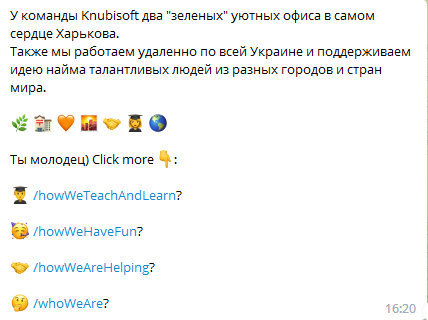 У команды Knubisoft два "зеленых" уютных офиса в самом
сердце Харькова.
Также мы работаем удаленно по всей Украине и поддерживаем
идею найма талантливых людей из разных городов и стран
мира.
🌿 🏣 🧡 🌇 🤝 👩‍🎓 🌎
Ты молодец) Click more 👇:
👨‍🎓 /howWeTeachAndLearn?
🥳 /howWeHaveFun?
🤝 /howWeAreHelping?
🤔 /whoWeAre?
16:20